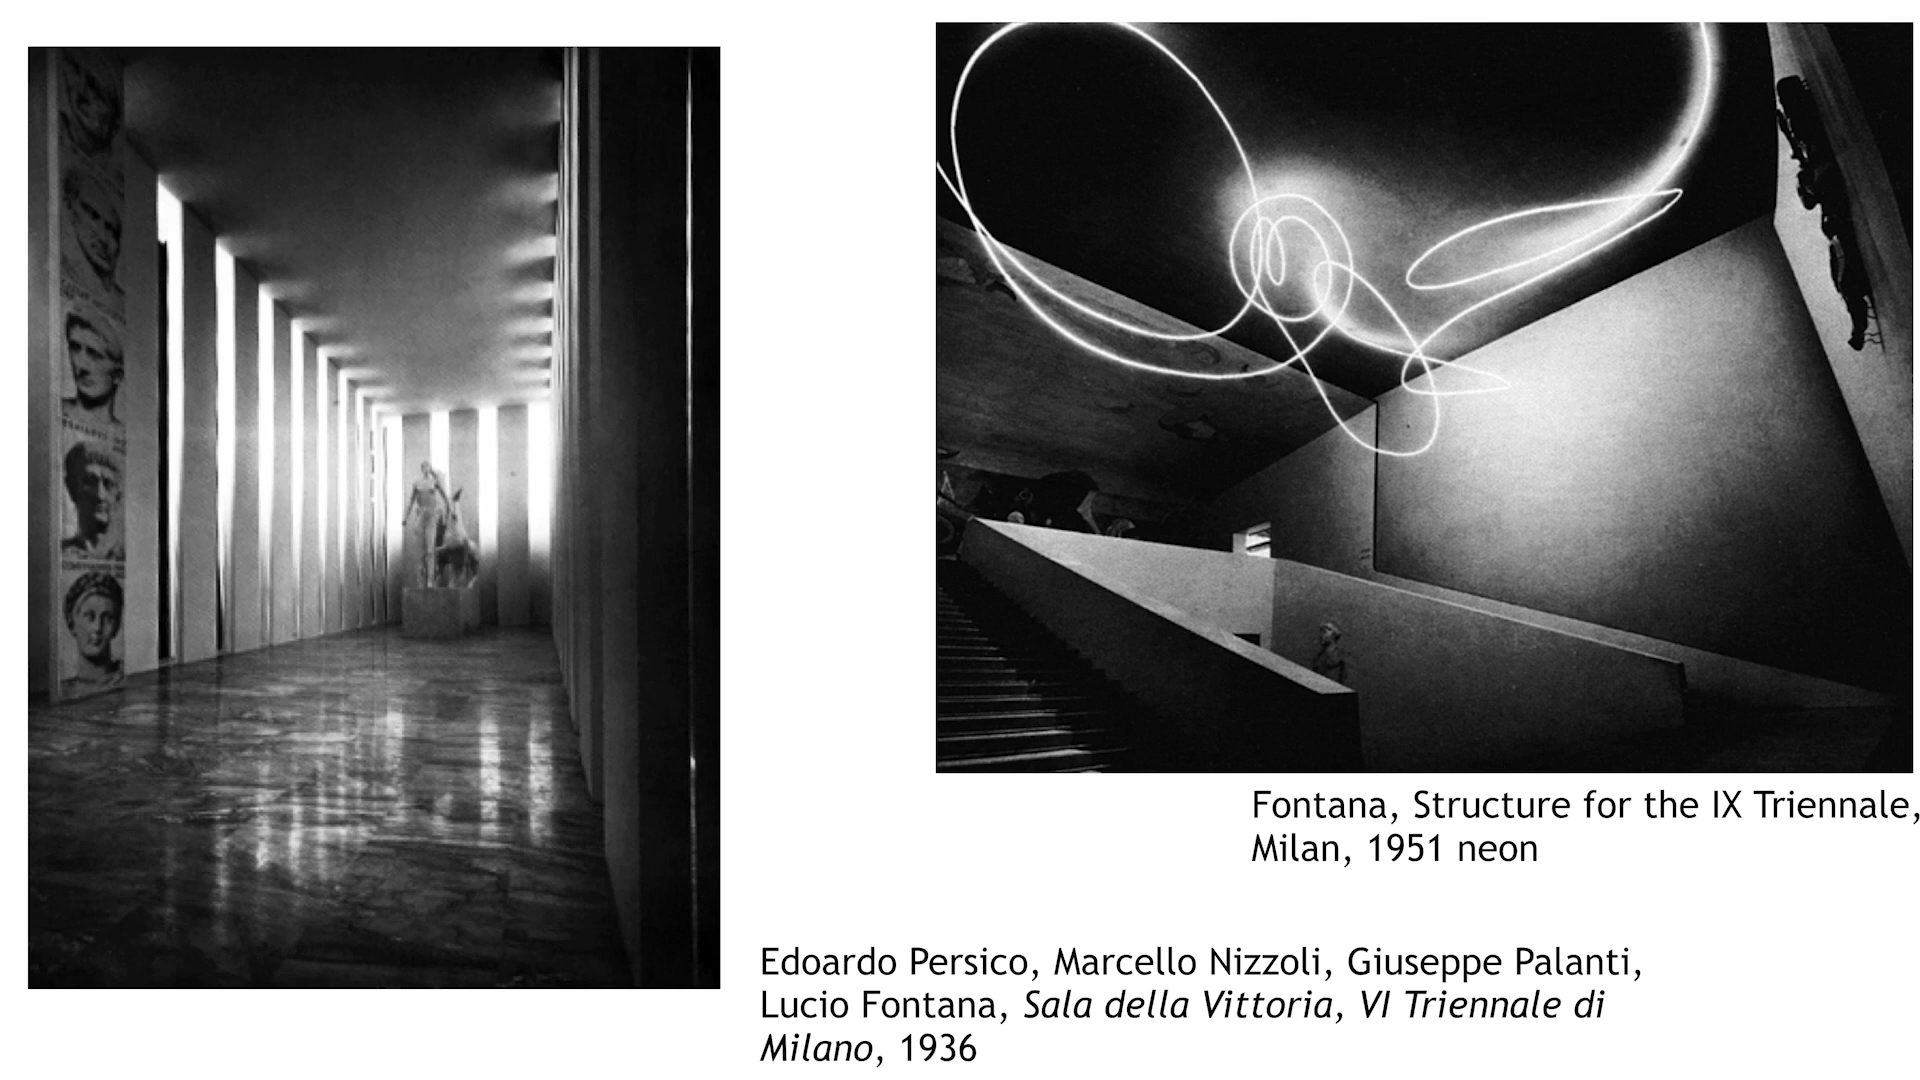 Fontana, Structure for the IX Triennale,
Milan, 1951 neon
Edoardo Persico, Marcello Nizzoli, Giuseppe Palanti,
Lucio Fontana, Sala della Vittoria, VI Triennale di
Milano, 1936